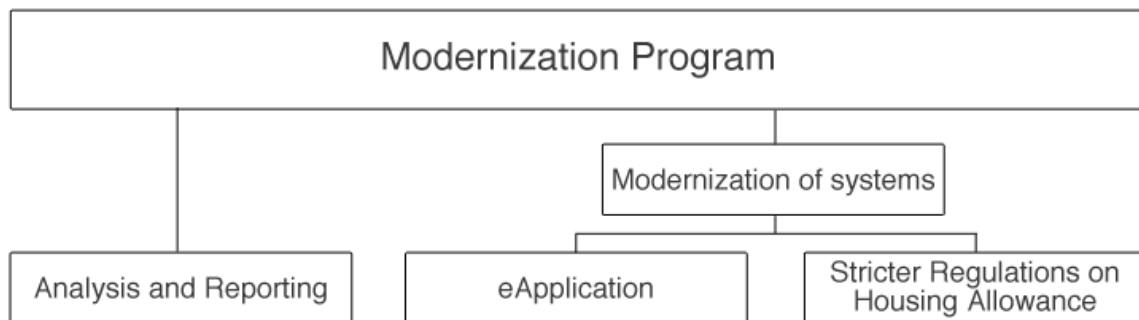 Modernization Program
Modernization of systems
Analysis and Reporting
eApplication
Stricter Regulations on
Housing Allowance